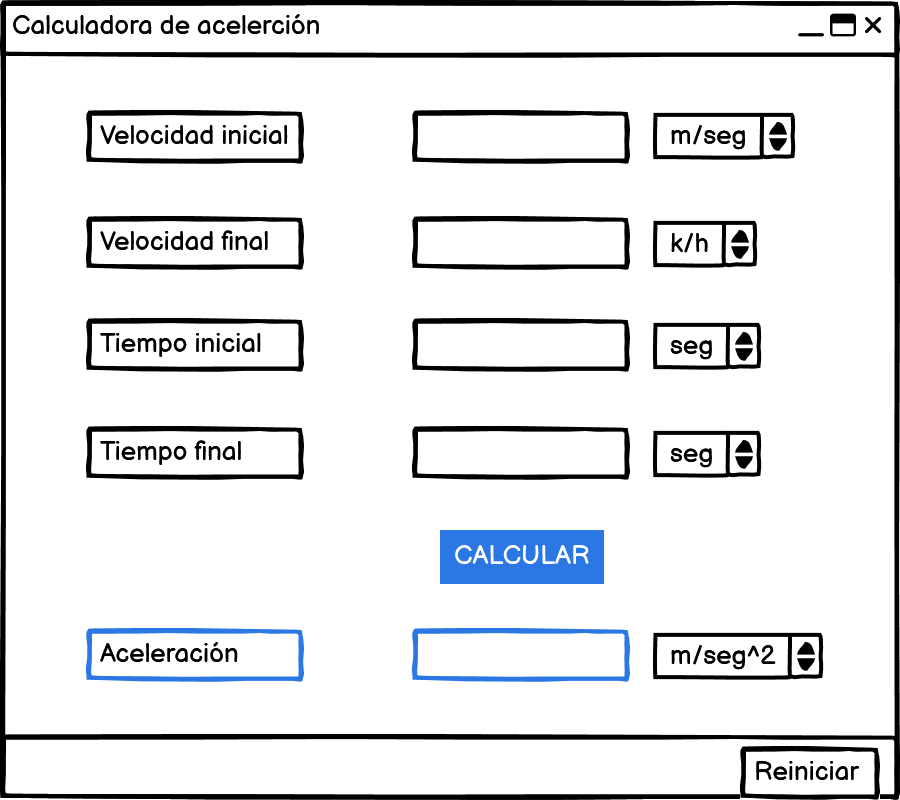 Calculadora de acelerción
Velocidad inicial
m/seg
Velocidad final
k/h
Tiempo inicial
seg
Tiempo final
seg
CALCULAR
Aceleración
m/seg^2
Reiniciar